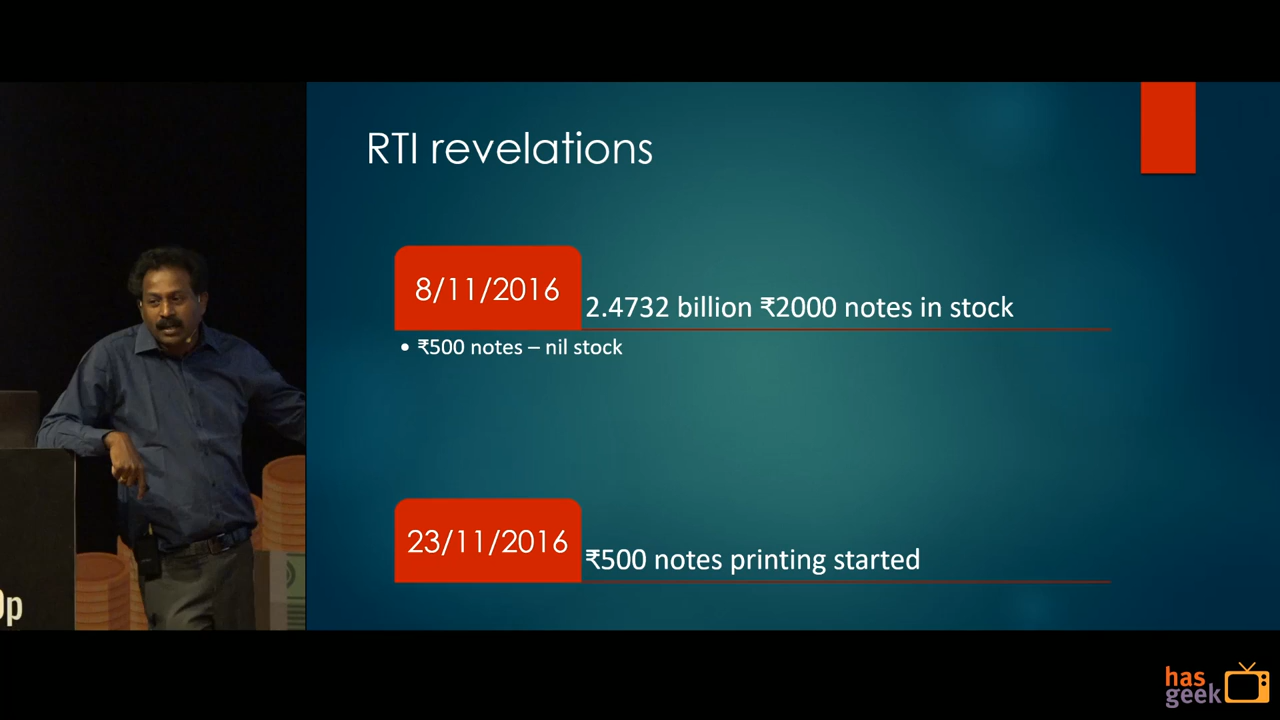 RTI revelations
8/11/2016
2.4732 billion ₹2000 notes in stock
• ₹500 notes – nil stock
23/11/2016
₹500 notes printing started
Op
has
geek